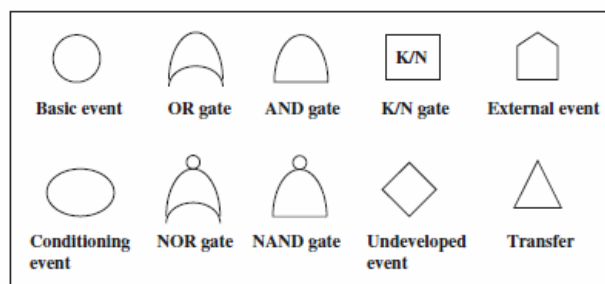 K/N
Basic event OR gate AND gate K/N gate External event
Conditioning event NOR gate NAND gate Undeveloped event Transfer